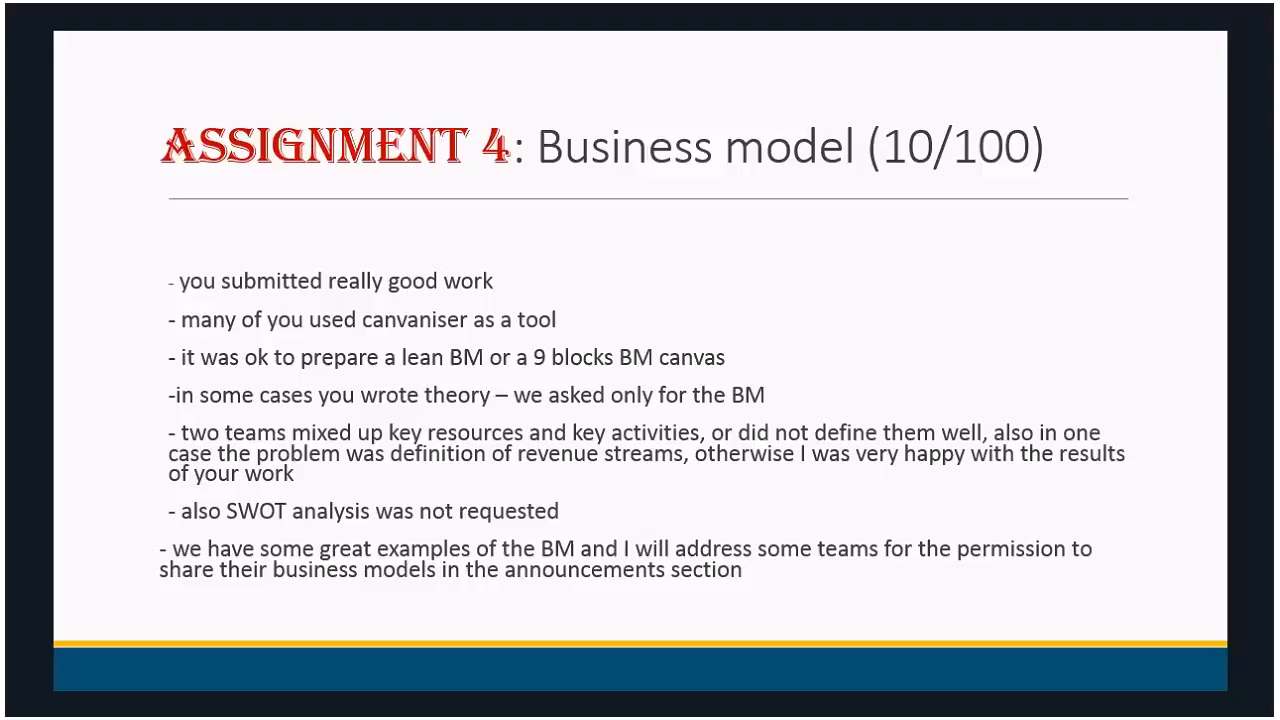 ASSIGNMENT 4: Business model (10/100)
- you submitted really good work
- many of you used canvaniser as a tool
- it was ok to prepare a lean BM or a 9 blocks BM canvas
-in some cases you wrote theory – we asked only for the BM
- two teams mixed up key resources and key activities, or did not define them well, also in one
case the problem was definition of revenue streams, otherwise I was very happy with the results
of your work
- also SWOT analysis was not requested
- we have some great examples of the BM and I will address some teams for the permission to
share their business models in the announcements section